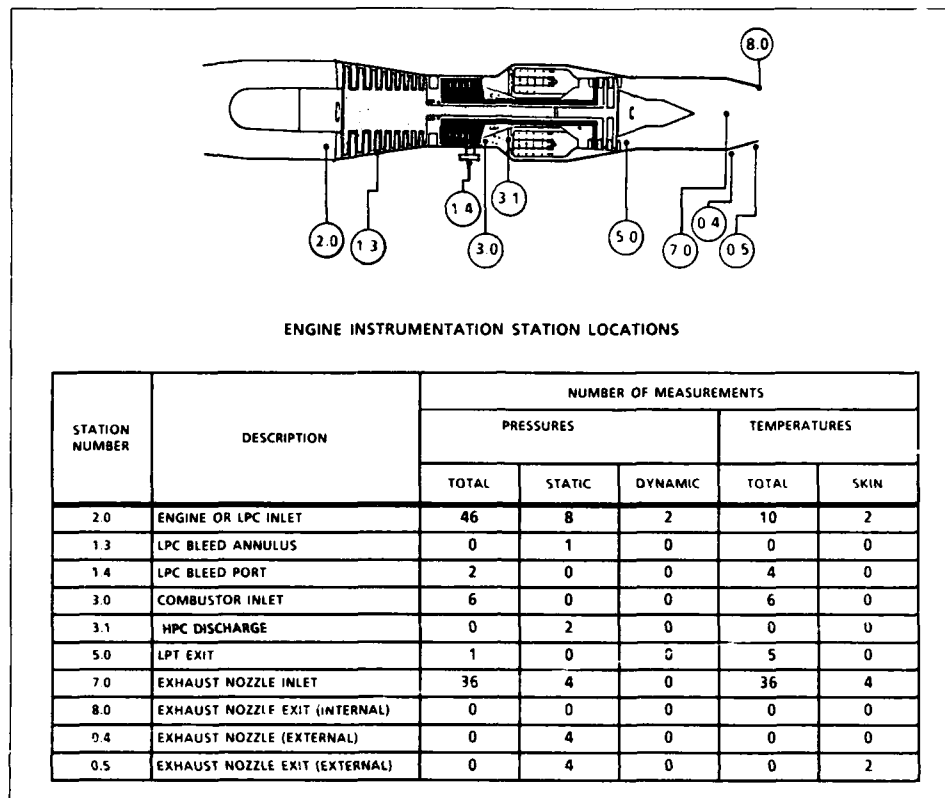 8.0
2.0
1 3
1 4
3.0
3 1
5 0
7 0
0 4
0 5
ENGINE INSTRUMENTATION STATION LOCATIONS
STATION NUMBER DESCRIPTION NUMBER OF MEASUREMENTS
PRESSURES TEMPERATURES
TOTAL STATIC DYNAMIC TOTAL SKIN
2.0 ENGINE OR LPC INLET 46 8 2 10 2
1 3 LPC BLEED ANNULUS 0 1 0 0 0
1 4 LPC BLEED PORT 2 0 0 4 0
3.0 COMBUSTOR INLET 6 0 0 6 0
3.1 HPC DISCHARGE 0 2 0 0 0
5.0 LPT EXIT 1 0 0 5 0
7.0 EXHAUST NOZZLE INLET 36 4 0 36 4
8.0 EXHAUST NOZZLE EXIT (INTERNAL) 0 0 0 0 0
0.4 EXHAUST NOZZLE (EXTERNAL) 0 4 0 0 0
0.5 EXHAUST NOZZLE EXIT (EXTERNAL) 0 4 0 0 2